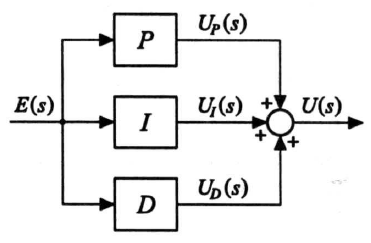 P
U_P(s)
E(s)
I
U_I(s)
+
+
+
U(s)
D
U_D(s)